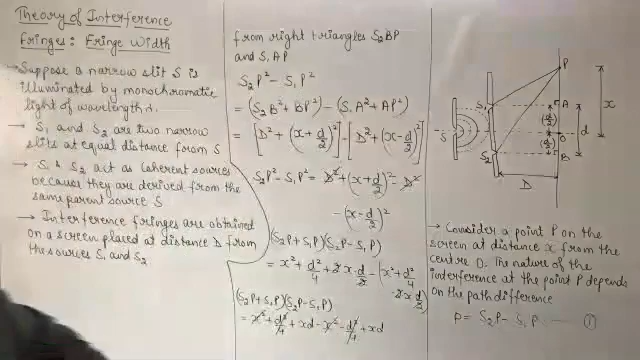 Theory of Interference
Fringes: Fringe Width
→ Suppose a narrow slit S is
illuminated by monochromatic
light of wavelength λ.
→ S₁ and S₂ are two narrow
slits at equal distance from S
→ S₁ & S₂ act as coherent sources
because they are derived from the
same parent source S
→ Interference fringes are obtained
on a screen placed at distance D from
the sources S₁ and S₂
from right triangles S₂BP
and S₁AP
S₂P² - S₁P²
= (S₂B² + BP²) - (S₁A² + AP²)
= [D² + (x+d/2)²] - [D² + (x-d/2)²]
S₂P² - S₁P² = D² + (x+d/2)² - D²
- (x-d/2)²
(S₂P + S₁P)(S₂P - S₁P)
= x² + d²/4 + 2x.d/2 - (x² + d²/4
- 2x d/2)
(S₂P + S₁P)(S₂P - S₁P)
= x² + d²/4 + xd - x² - d²/4 + xd
P
S₁
A
(d/2)
x
S
O
d
(d/2)
S₂
B
D
→ Consider a point P on the
screen at distance x from the
centre O. The nature of the
interference at the point P depends
on the path difference
p = S₂P - S₁P ------ ①